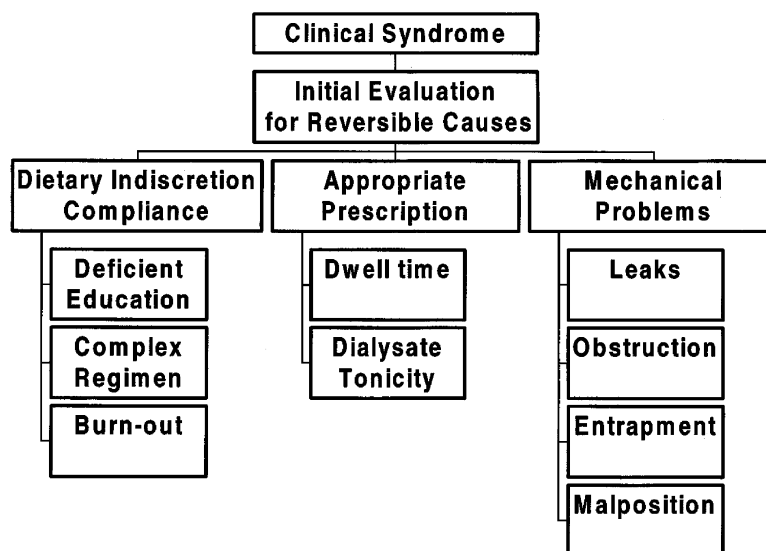 Clinical Syndrome
Initial Evaluation
for Reversible Causes
Dietary Indiscretion
Compliance
Deficient
Education
Complex
Regimen
Burn-out
Appropriate
Prescription
Dwell time
Dialysate
Tonicity
Mechanical
Problems
Leaks
Obstruction
Entrapment
Malposition